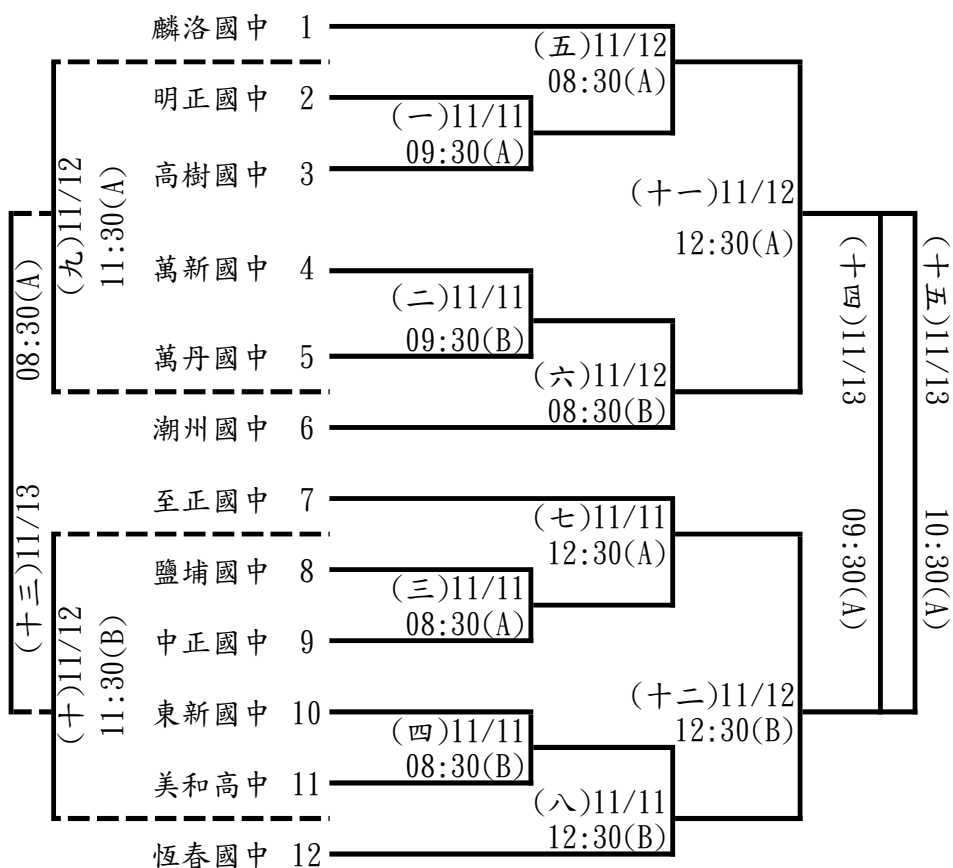 麟洛國中 1
(五)11/12
08:30(A)
明正國中 2
(一)11/11
09:30(A)
高樹國中 3
(九)11/12
11:30(A)
(十一)11/12
12:30(A)
萬新國中 4
(二)11/11
09:30(B)
萬丹國中 5
(六)11/12
08:30(B)
潮州國中 6
(十三)11/13
08:30(A)
(十四)11/13
09:30(A)
(十五)11/13
10:30(A)
至正國中 7
(七)11/11
12:30(A)
鹽埔國中 8
(三)11/11
08:30(A)
中正國中 9
(十)11/12
11:30(B)
(十二)11/12
12:30(B)
東新國中 10
(四)11/11
08:30(B)
美和高中 11
(八)11/11
12:30(B)
恆春國中 12